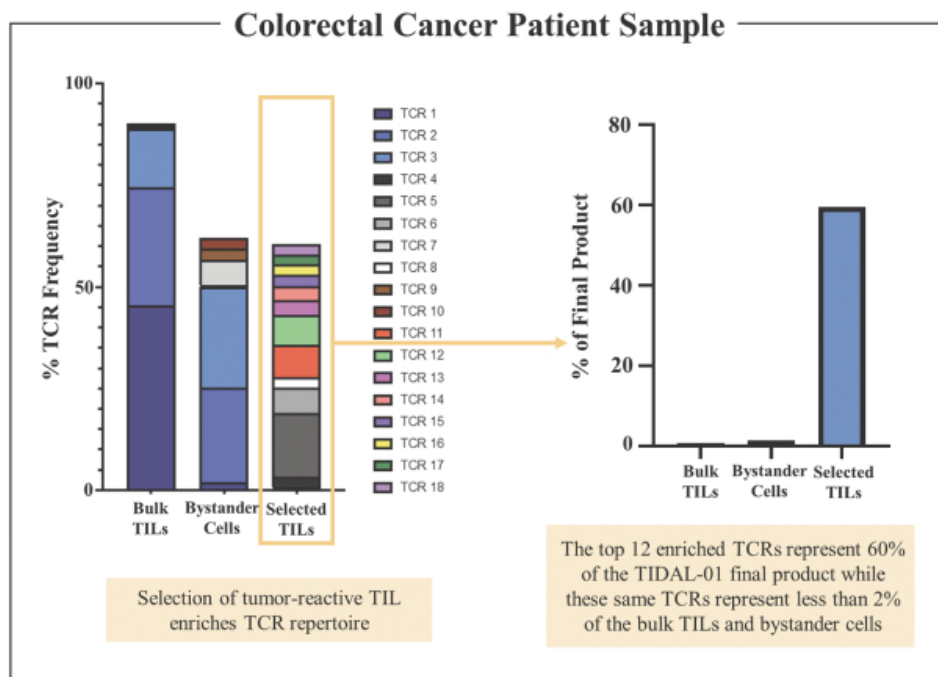 Colorectal Cancer Patient Sample
% TCR Frequency
100
50
0
Bulk
TILs
Bystander
Cells
Selected
TILs
TCR 1
TCR 2
TCR 3
TCR 4
TCR 5
TCR 6
TCR 7
TCR 8
TCR 9
TCR 10
TCR 11
TCR 12
TCR 13
TCR 14
TCR 15
TCR 16
TCR 17
TCR 18
Selection of tumor-reactive TIL
enriches TCR repertoire
% of Final Product
80
60
40
20
0
Bulk
TILs
Bystander
Cells
Selected
TILs
The top 12 enriched TCRs represent 60%
of the TIDAL-01 final product while
these same TCRs represent less than 2%
of the bulk TILs and bystander cells